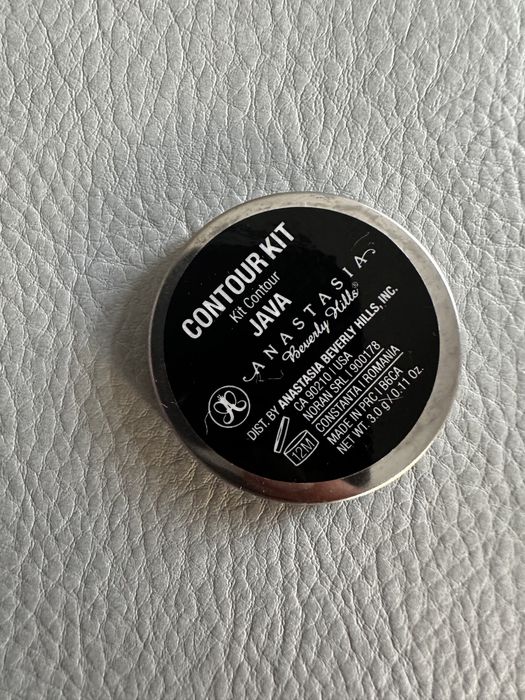 CONTOUR KIT
Kit Contour
JAVA
ANASTASIA
Beverly Hills®
DIST. BY ANASTASIA BEVERLY HILLS, INC.
CA 90210 | USA
NORAN SRL | 900178
CONSTANTA | ROMANIA
MADE IN PRC | B6CA
NET WT. 3.0 g / 0.11 oz.
12M